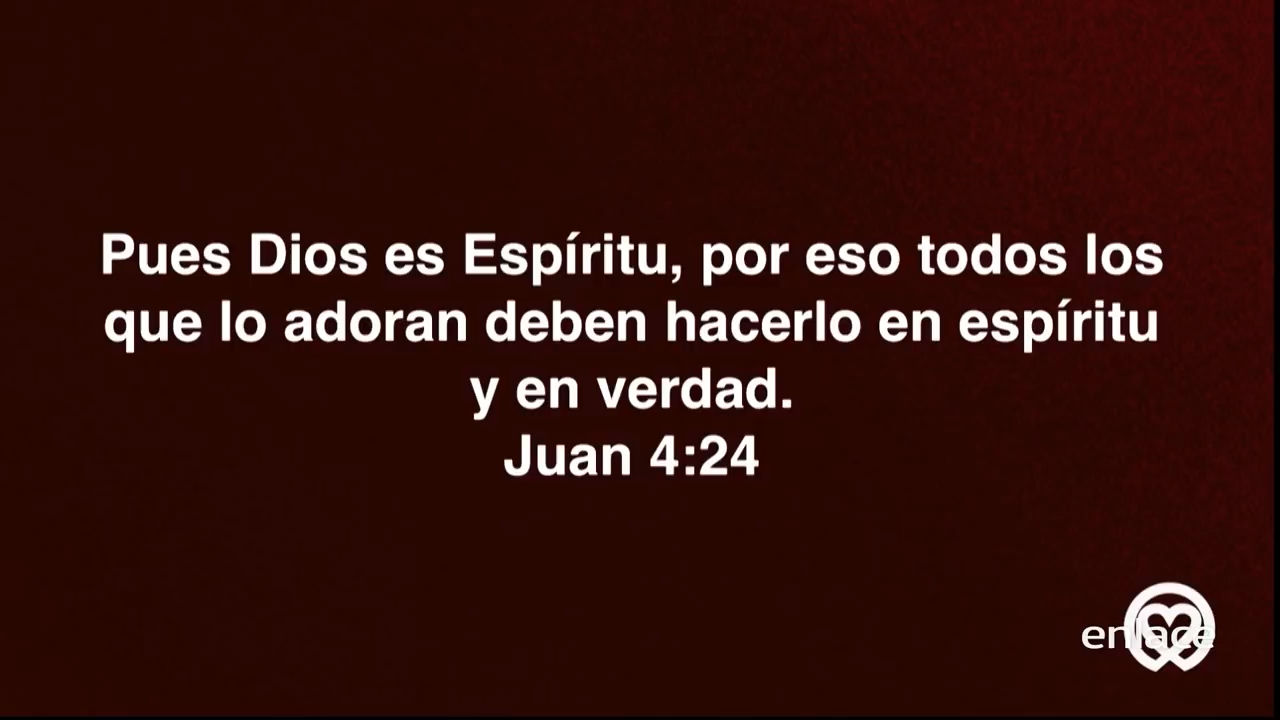 Pues Dios es Espíritu, por eso todos los
que lo adoran deben hacerlo en espíritu
y en verdad.
Juan 4:24
enlace